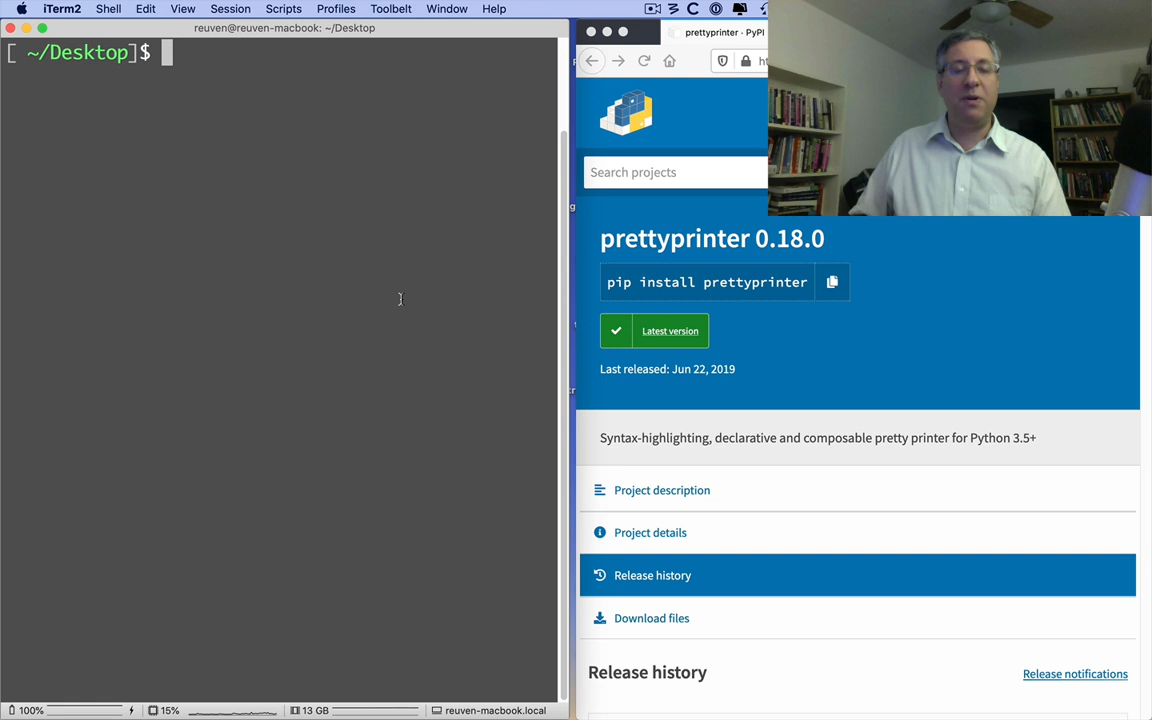 iTerm2 Shell Edit View Session Scripts Profiles Toolbelt Window Help
reuven@reuven-macbook: ~/Desktop
[ ~/Desktop]$
100% 15% 13 GB reuven-macbook.local
prettyprinter · PyPI
Search projects
prettyprinter 0.18.0
pip install prettyprinter
Latest version
Last released: Jun 22, 2019
Syntax-highlighting, declarative and composable pretty printer for Python 3.5+
Project description
Project details
Release history
Download files
Release history
Release notifications